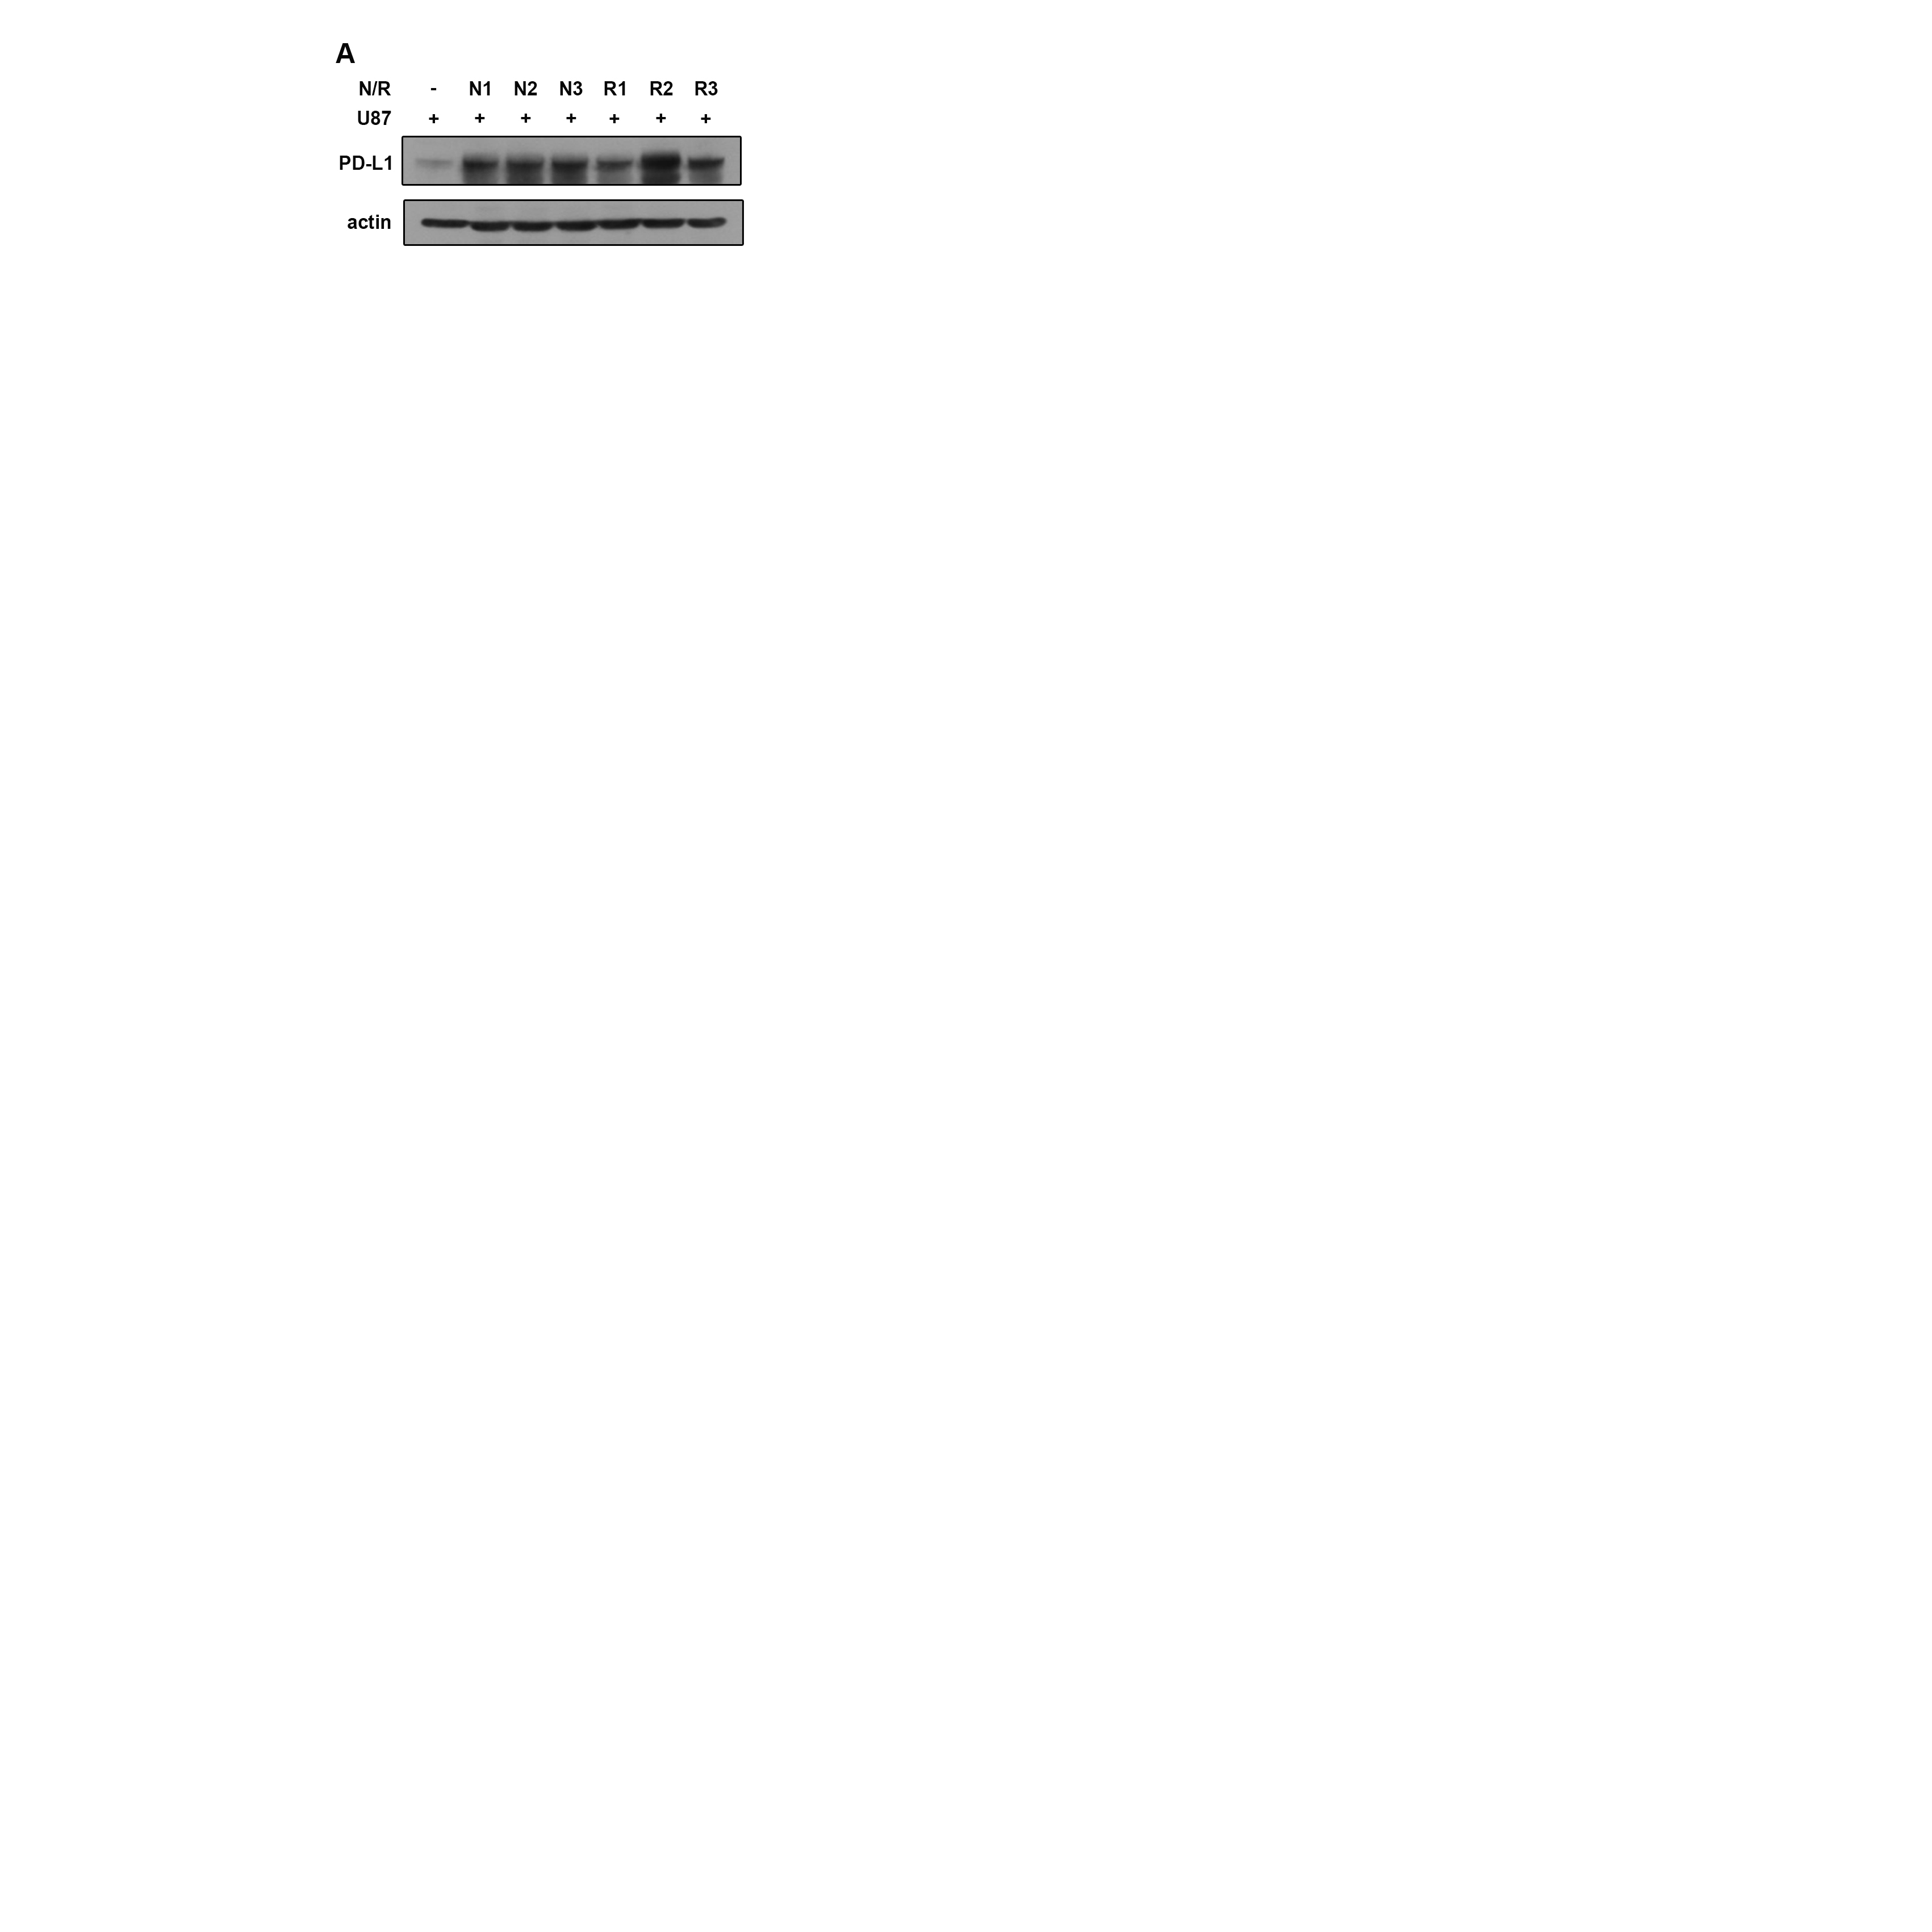 A
N/R - N1 N2 N3 R1 R2 R3
U87 + + + + + + +
PD-L1
actin